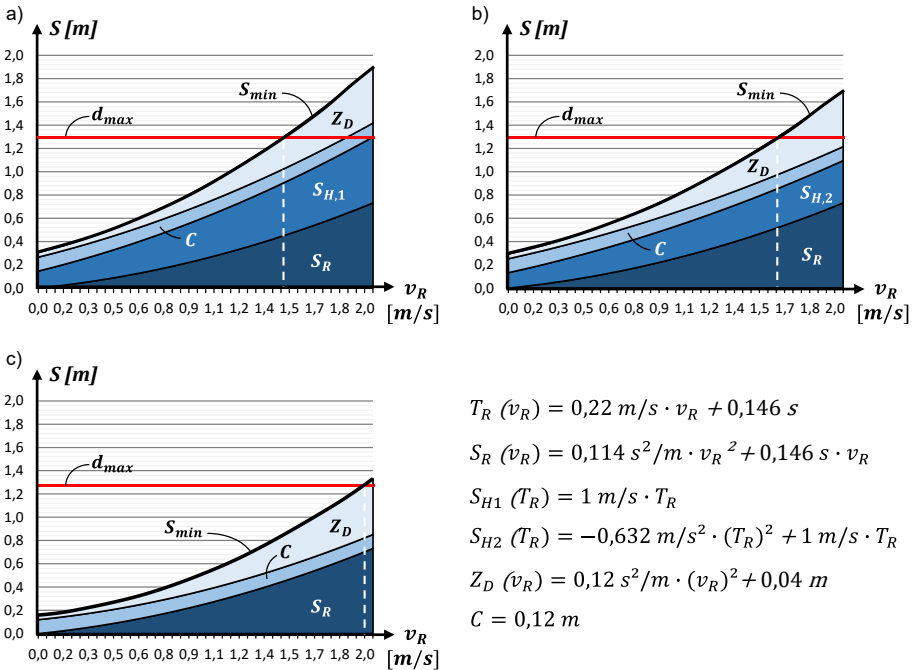 a)
S [m]
2,0
1,8
1,6
1,4
1,2
1,0
0,8
0,6
0,4
0,2
0,0
d_max
S_min
Z_D
S_{H,1}
C
S_R
0,0 0,2 0,3 0,5 0,6 0,8 0,9 1,1 1,2 1,4 1,5 1,7 1,8 2,0
v_R
[m/s]
b)
S [m]
2,0
1,8
1,6
1,4
1,2
1,0
0,8
0,6
0,4
0,2
0,0
d_max
S_min
Z_D
S_{H,2}
C
S_R
0,0 0,2 0,3 0,5 0,6 0,8 0,9 1,1 1,2 1,4 1,5 1,7 1,8 2,0
v_R
[m/s]
c)
S [m]
2,0
1,8
1,6
1,4
1,2
1,0
0,8
0,6
0,4
0,2
0,0
d_max
S_min
Z_D
C
S_R
0,0 0,2 0,3 0,5 0,6 0,8 0,9 1,1 1,2 1,4 1,5 1,7 1,8 2,0
v_R
[m/s]
T_R (v_R) = 0,22 m/s · v_R + 0,146 s
S_R (v_R) = 0,114 s²/m · v_R² + 0,146 s · v_R
S_{H1} (T_R) = 1 m/s · T_R
S_{H2} (T_R) = −0,632 m/s² · (T_R)² + 1 m/s · T_R
Z_D (v_R) = 0,12 s²/m · (v_R)² + 0,04 m
C = 0,12 m